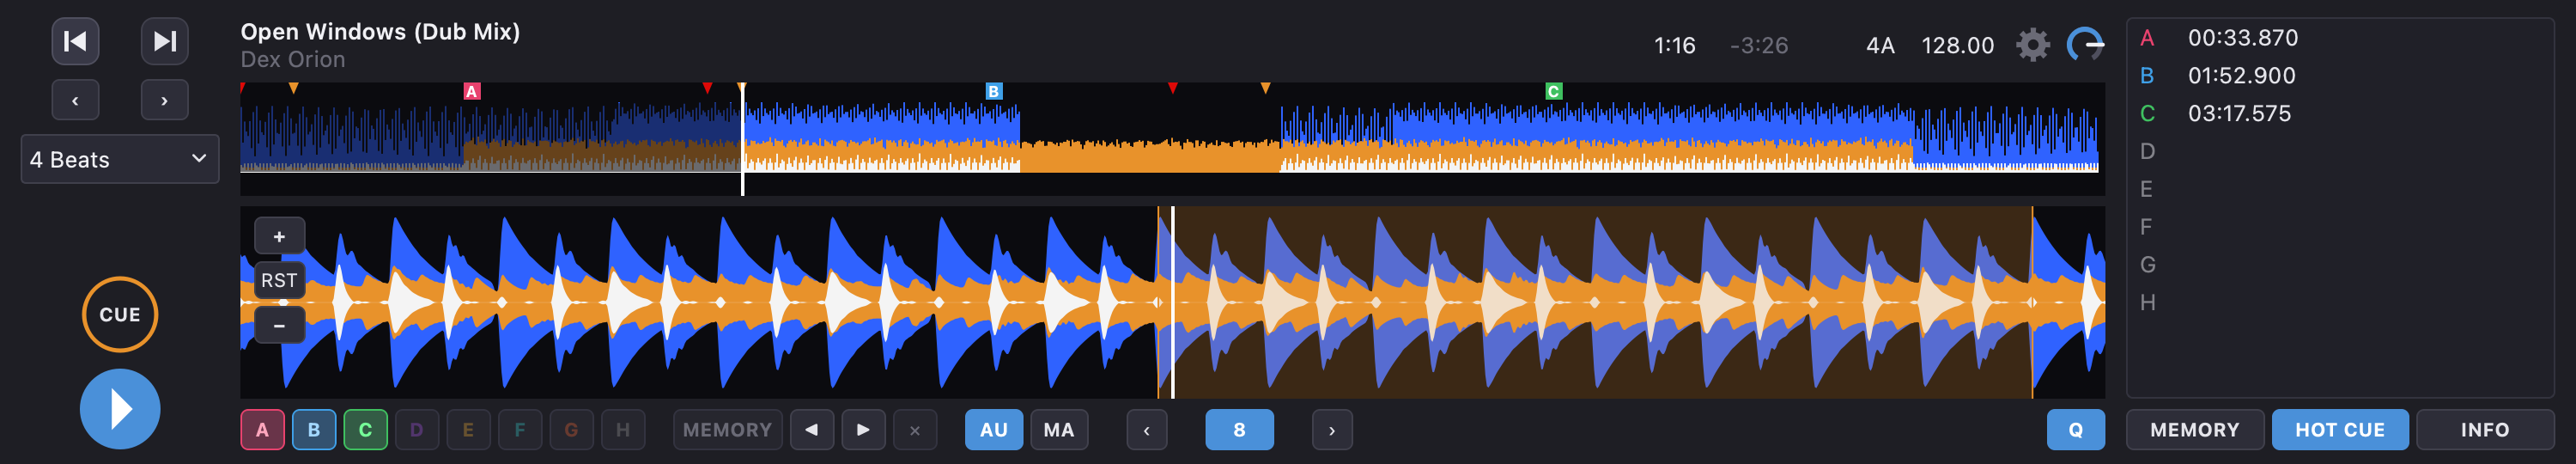 Open Windows (Dub Mix)
Dex Orion
1:16 -3:26 4A 128.00
4 Beats
A B C
+
RST
−
CUE
A B C D E F G H MEMORY × AU MA ‹ 8 › Q
A 00:33.870
B 01:52.900
C 03:17.575
D
E
F
G
H
MEMORY HOT CUE INFO